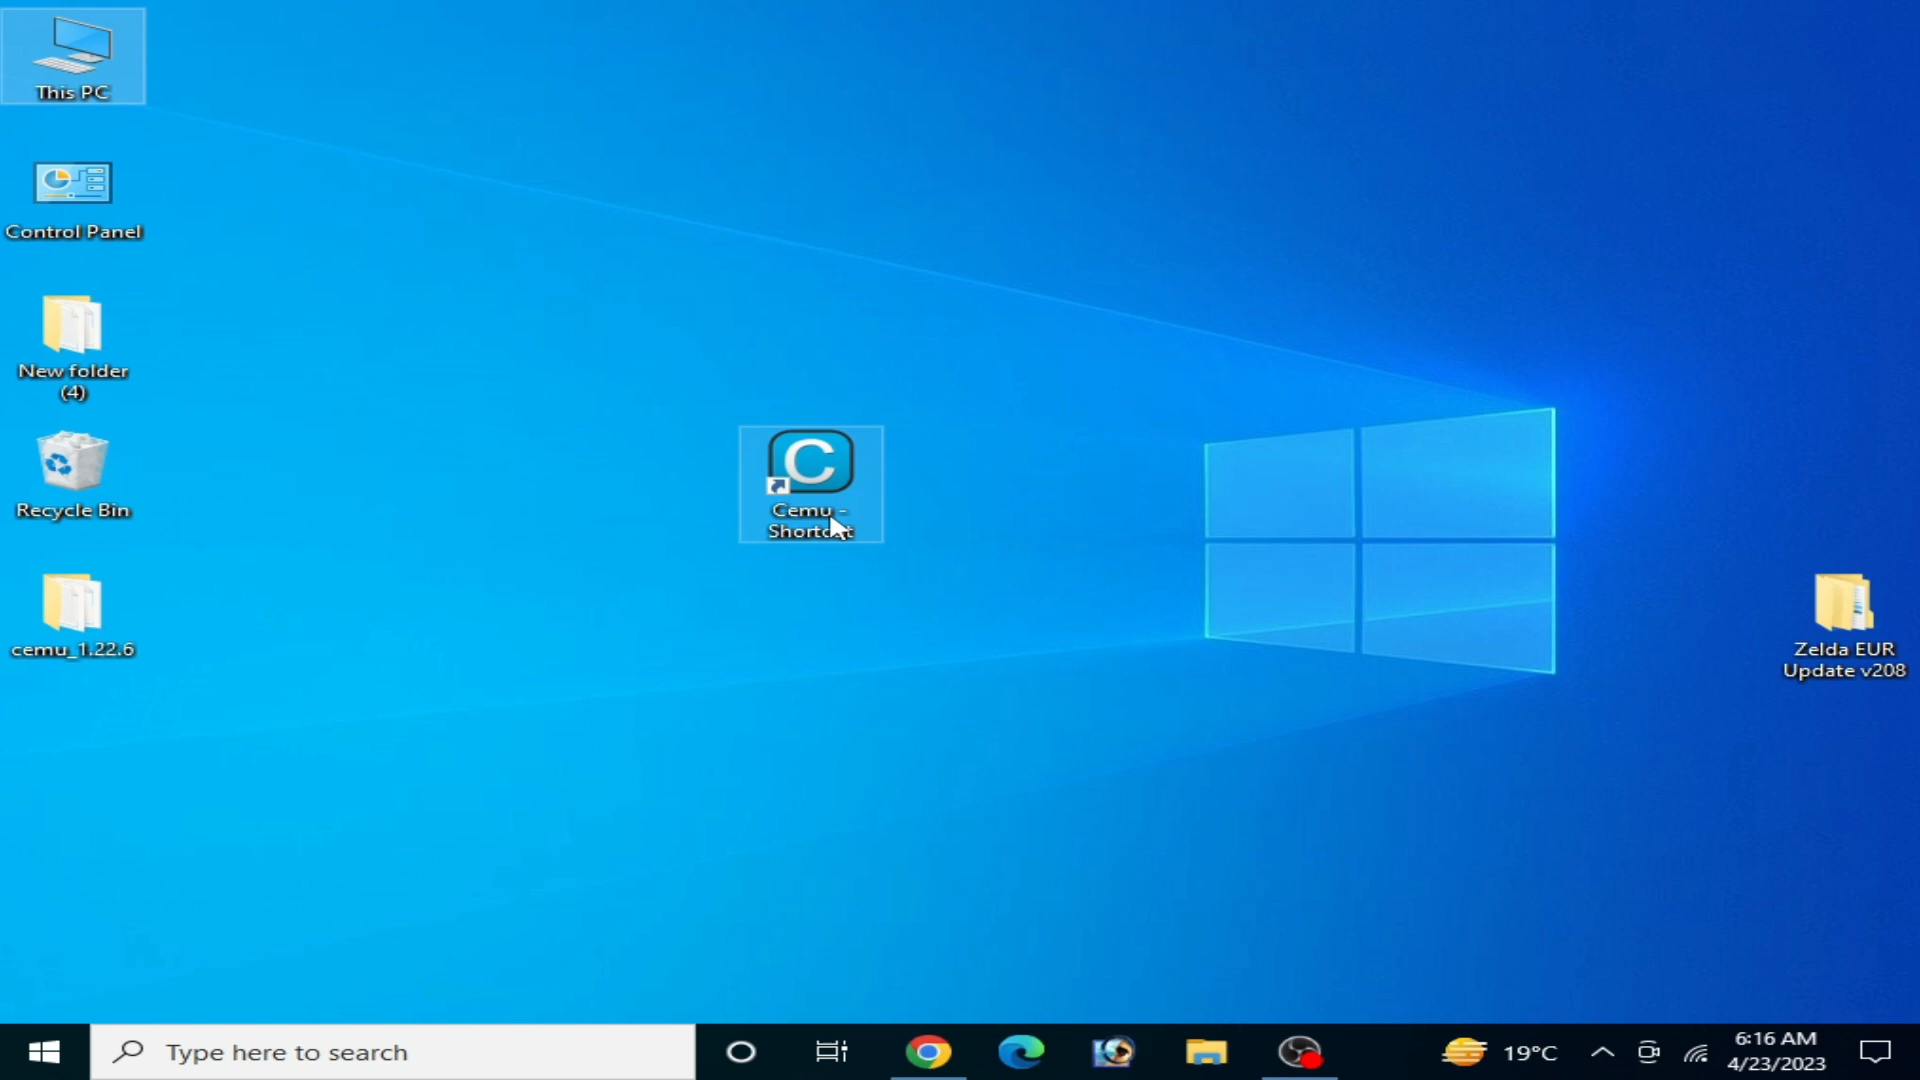 This PC
Control Panel
New folder
(4)
Recycle Bin
cemu_1.22.6
C
Cemu -
Shortcut
Zelda EUR
Update v208
Type here to search
19°C
6:16 AM
4/23/2023